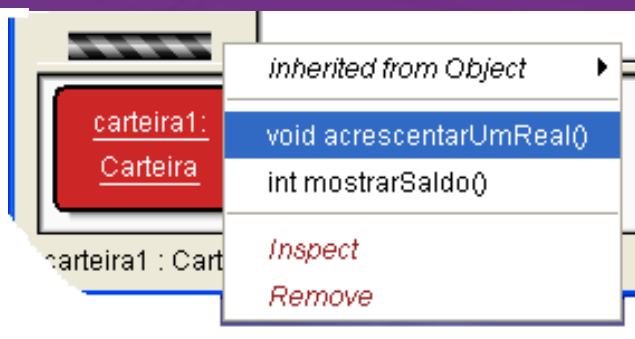 inherited from Object
carteira1:
Carteira
void acrescentarUmReal()
int mostrarSaldo()
carteira1 : Cart
Inspect
Remove